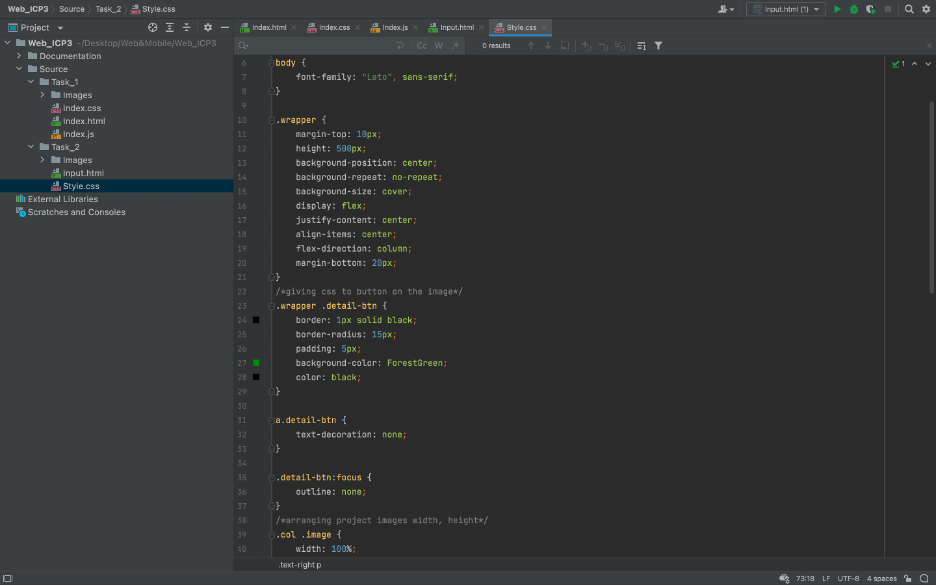 Web_ICP3 Source Task_2 Style.css
Input.html (1)
Project
Index.html Index.css Index.js Input.html Style.css
Cc W .* 0 results
Web_ICP3 ~/Desktop/Web&Mobile/Web_ICP3
Documentation
Source
Task_1
Images
Index.css
Index.html
Index.js
Task_2
Images
Input.html
Style.css
External Libraries
Scratches and Consoles
1
6 body {
7 font-family: "Lato", sans-serif;
8 }
9
10 .wrapper {
11 margin-top: 10px;
12 height: 500px;
13 background-position: center;
14 background-repeat: no-repeat;
15 background-size: cover;
16 display: flex;
17 justify-content: center;
18 align-items: center;
19 flex-direction: column;
20 margin-bottom: 20px;
21 }
22 /*giving css to button on the image*/
23 .wrapper .detail-btn {
24 border: 1px solid black;
25 border-radius: 15px;
26 padding: 5px;
27 background-color: ForestGreen;
28 color: black;
29 }
30
31 a.detail-btn {
32 text-decoration: none;
33 }
34
35 .detail-btn:focus {
36 outline: none;
37 }
38 /*arranging project images width, height*/
39 .col .image {
40 width: 100%;
.text-right p
73:18 LF UTF-8 4 spaces